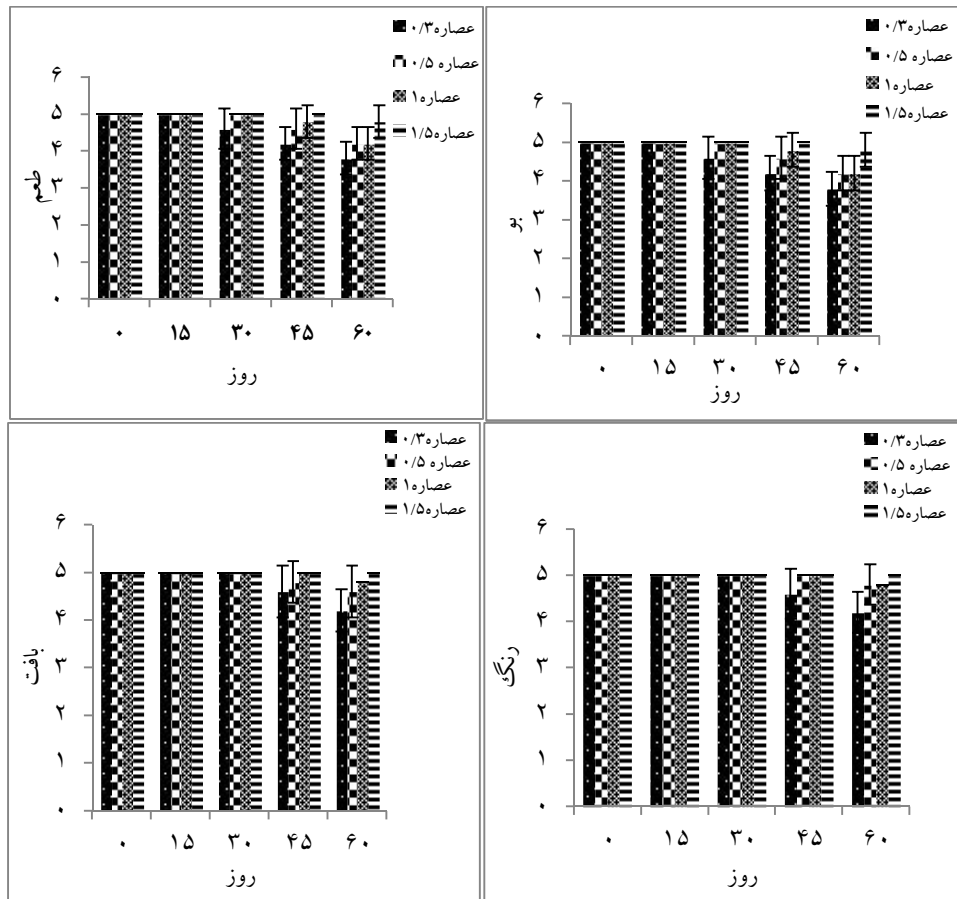 عصاره۰/۳
عصاره ۰/۵
عصاره۱
عصاره۱/۵
۶
۵
۴
۳
۲
۱
۰
طعم
۰ ۱۵ ۳۰ ۴۵ ۶۰
روز
عصاره۰/۳
عصاره ۰/۵
عصاره۱
عصاره۱/۵
۶
۵
۴
۳
۲
۱
۰
بو
۰ ۱۵ ۳۰ ۴۵ ۶۰
روز
عصاره۰/۳
عصاره ۰/۵
عصاره۱
عصاره۱/۵
۶
۵
۴
۳
۲
۱
۰
بافت
۰ ۱۵ ۳۰ ۴۵ ۶۰
روز
عصاره۰/۳
عصاره ۰/۵
عصاره۱
عصاره۱/۵
۶
۵
۴
۳
۲
۱
۰
رنگ
۰ ۱۵ ۳۰ ۴۵ ۶۰
روز